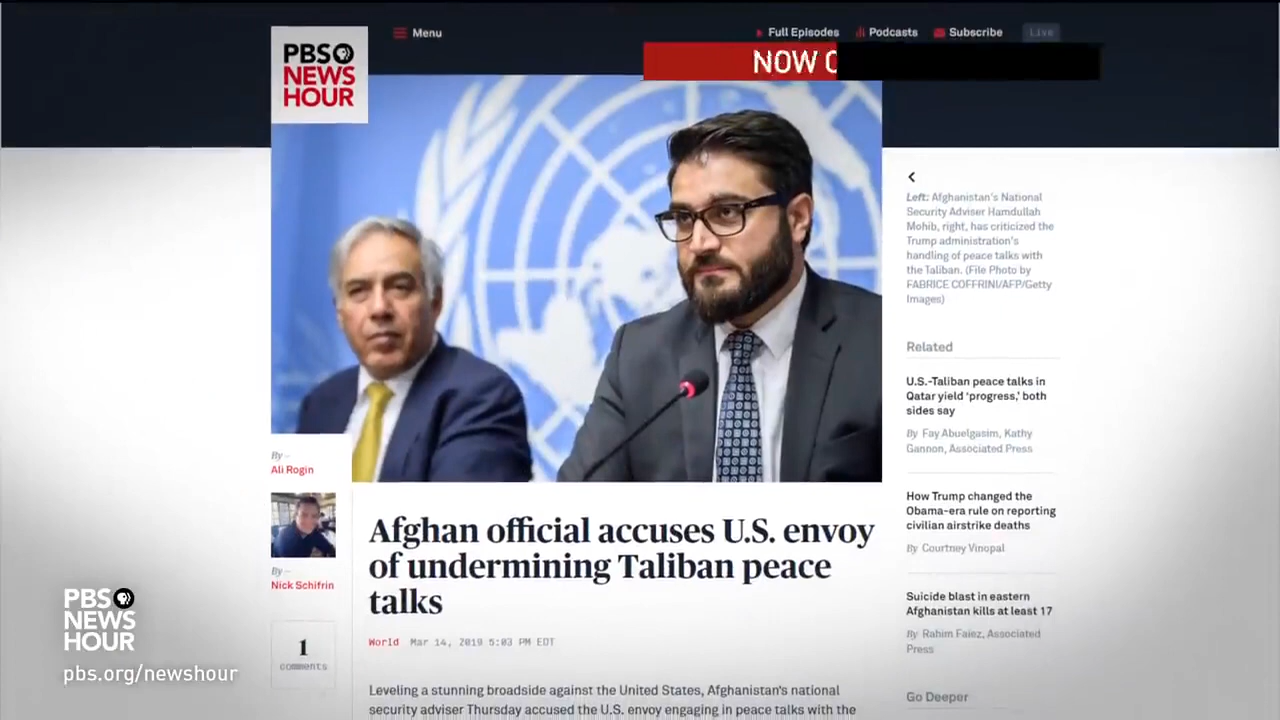 PBS
NEWS
HOUR
Menu
Full Episodes
Podcasts
Subscribe
Live
NOW
Left: Afghanistan's National
Security Adviser Hamdullah
Mohib, right, has criticized the
Trump administration's
handling of peace talks with
the Taliban. (File Photo by
FABRICE COFFRINI/AFP/Getty
Images)
Related
U.S.-Taliban peace talks in
Qatar yield 'progress,' both
sides say
By Fay Abuelgasim, Kathy
Gannon, Associated Press
How Trump changed the
Obama-era rule on reporting
civilian airstrike deaths
By Courtney Vinopal
Suicide blast in eastern
Afghanistan kills at least 17
By Rahim Faiez, Associated
Press
Go Deeper
By –
Ali Rogin
By –
Nick Schifrin
1
comments
Afghan official accuses U.S. envoy
of undermining Taliban peace
talks
World Mar 14, 2019 5:03 PM EDT
Leveling a stunning broadside against the United States, Afghanistan's national
security adviser Thursday accused the U.S. envoy engaging in peace talks with the
PBS
NEWS
HOUR
pbs.org/newshour